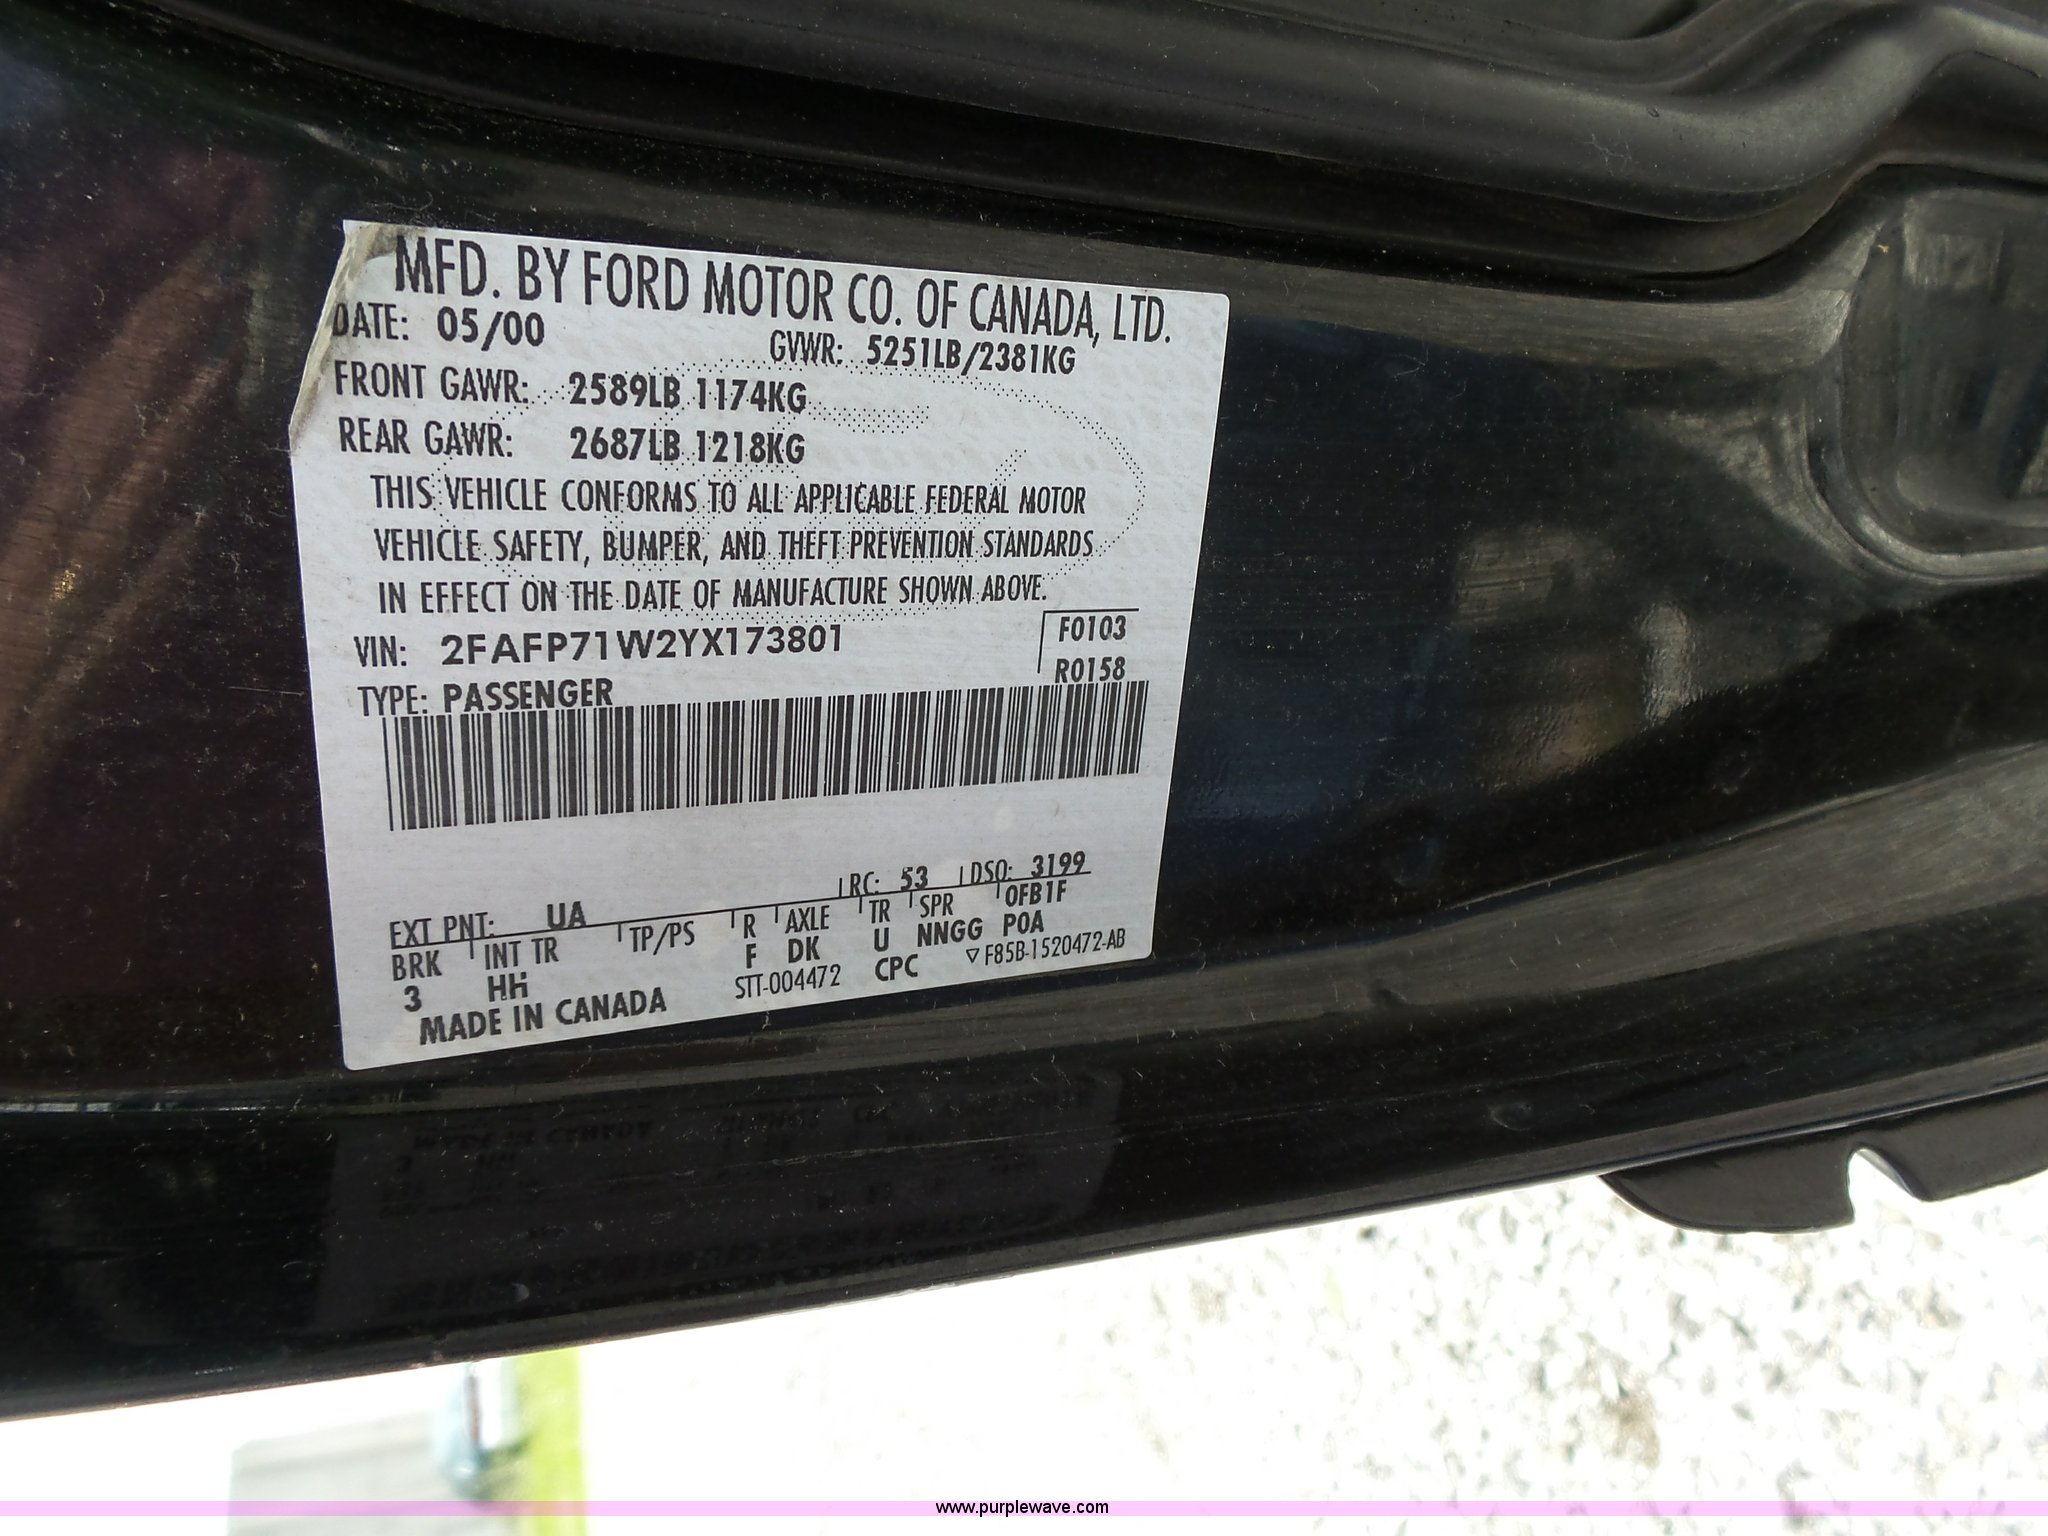 MFD. BY FORD MOTOR CO. OF CANADA, LTD.
DATE: 05/00
GVWR: 5251LB/2381KG
FRONT GAWR: 2589LB 1174KG
REAR GAWR: 2687LB 1218KG
THIS VEHICLE CONFORMS TO ALL APPLICABLE FEDERAL MOTOR
VEHICLE SAFETY, BUMPER, AND THEFT PREVENTION STANDARDS
IN EFFECT ON THE DATE OF MANUFACTURE SHOWN ABOVE.
VIN: 2FAFP71W2YX173801
F0103
R0158
TYPE: PASSENGER
EXT PNT: UA RC: 53 DSO: 3199
BRK INT TR TP/PS R AXLE TR SPR 0FB1F
3 HH F DK U NNGG P0A
MADE IN CANADA STT-004472 CPC ▽F85B-1520472-AB
www.purplewave.com